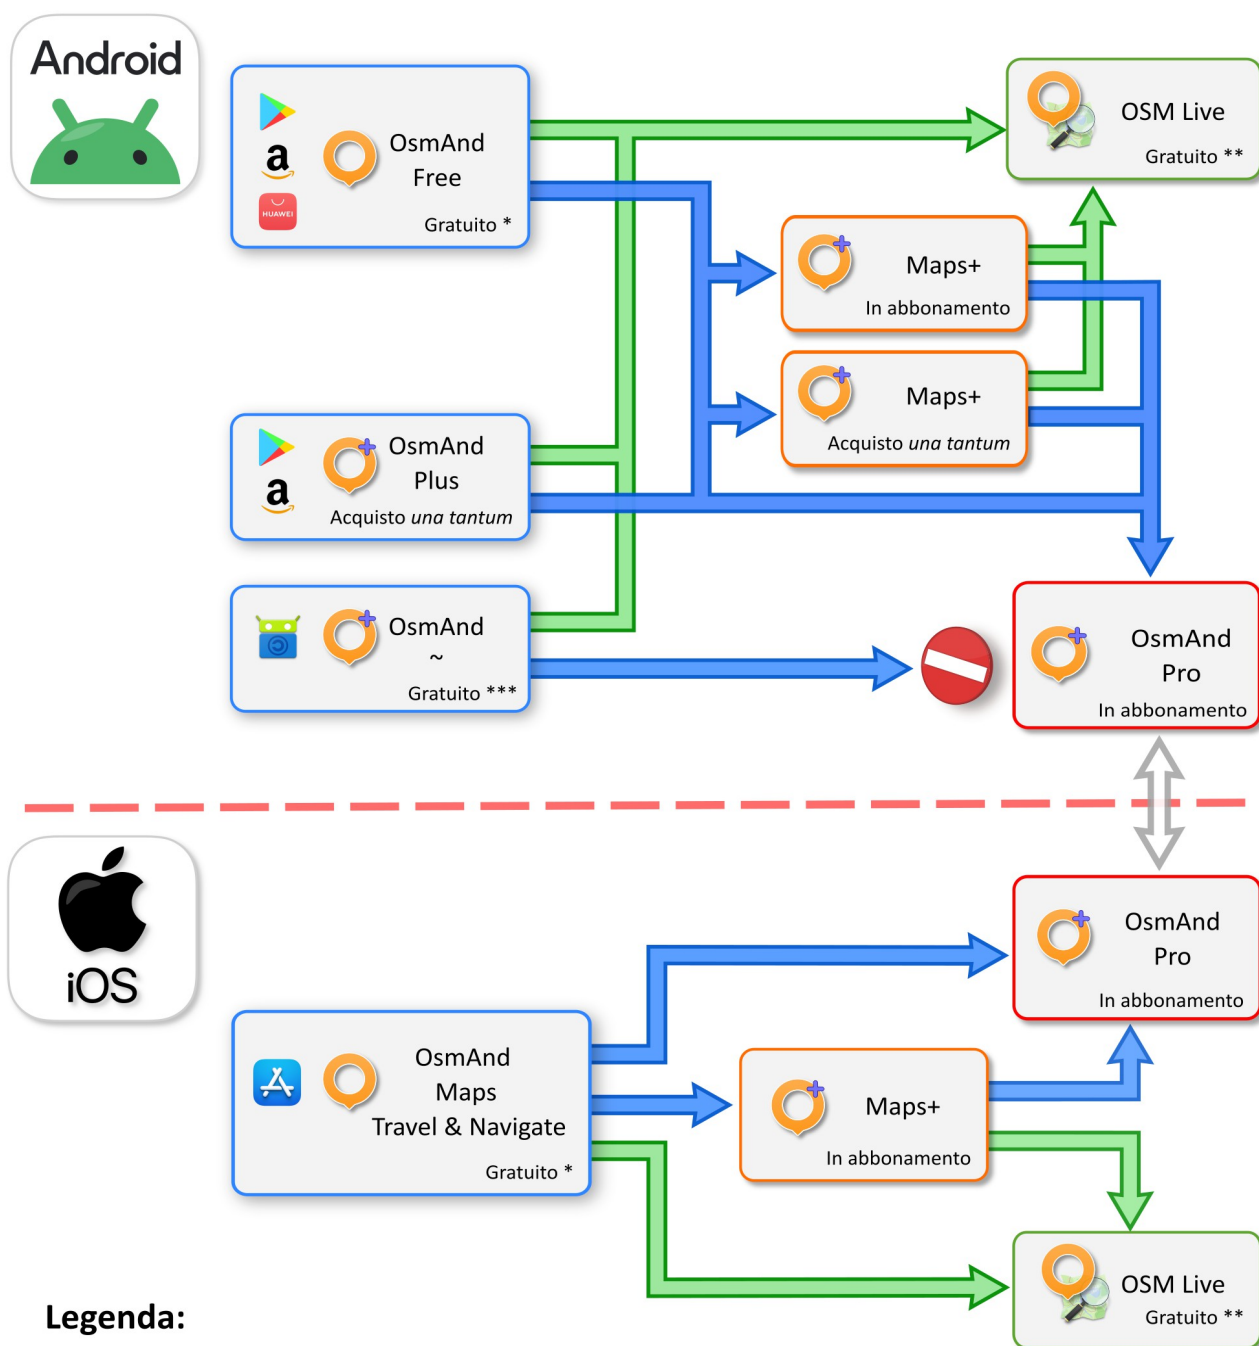 Android
OsmAnd
Free
Gratuito *
HUAWEI
OSM Live
Gratuito **
Maps+
In abbonamento
Maps+
Acquisto una tantum
OsmAnd
Plus
Acquisto una tantum
OsmAnd
~
Gratuito ***
OsmAnd
Pro
In abbonamento
iOS
OsmAnd
Pro
In abbonamento
OsmAnd
Maps
Travel & Navigate
Gratuito *
Maps+
In abbonamento
OSM Live
Gratuito **
Legenda: